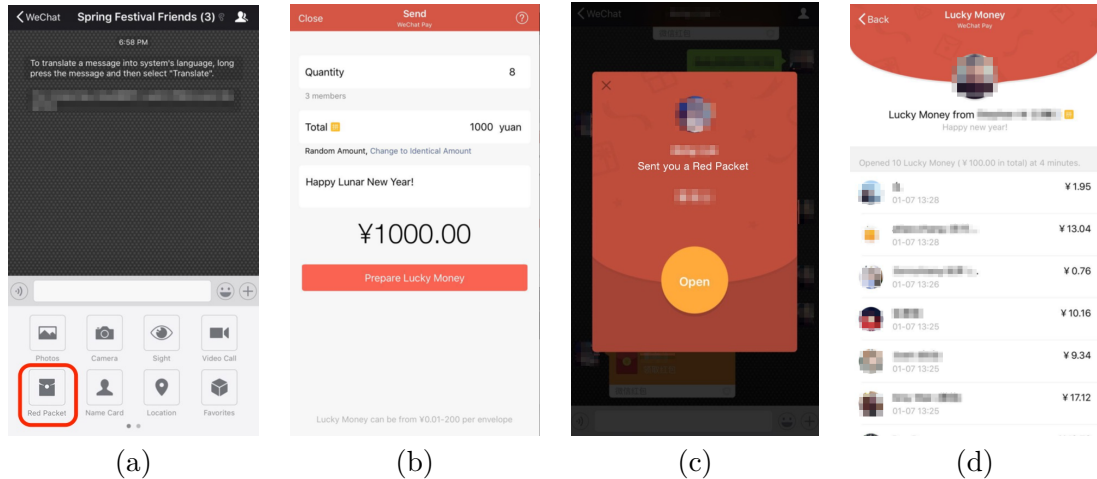 WeChat Spring Festival Friends (3)
6:58 PM
To translate a message into system's language, long
press the message and then select "Translate".
Photos Camera Sight Video Call
Red Packet Name Card Location Favorites
(a)
Close Send
WeChat Pay
Quantity 8
3 members
Total 1000 yuan
Random Amount, Change to Identical Amount
Happy Lunar New Year!
¥1000.00
Prepare Lucky Money
Lucky Money can be from ¥0.01-200 per envelope
(b)
WeChat
Sent you a Red Packet
Open
(c)
Back Lucky Money
WeChat Pay
Lucky Money from
Happy new year!
Opened 10 Lucky Money (¥ 100.00 in total) at 4 minutes.
¥ 1.95
01-07 13:28
¥ 13.04
01-07 13:28
¥ 0.76
01-07 13:26
¥ 10.16
01-07 13:25
¥ 9.34
01-07 13:25
¥ 17.12
01-07 13:25
(d)